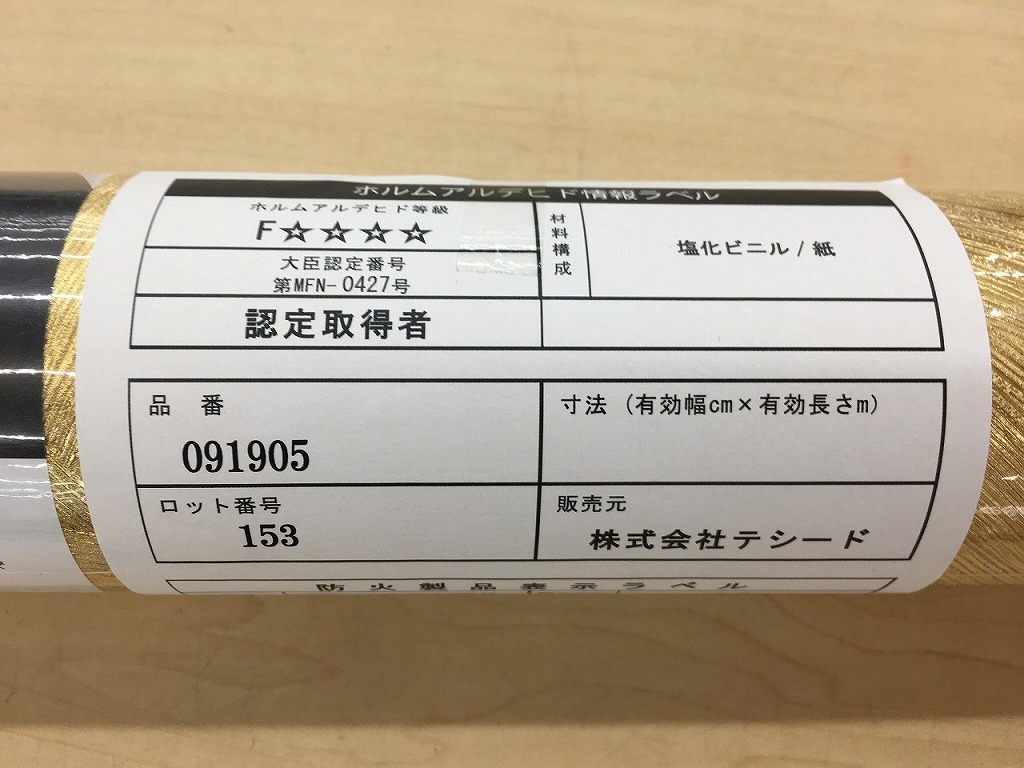 ホルムアルデヒド情報ラベル
ホルムアルデヒド等級
F☆☆☆☆
大臣認定番号
第MFN-0427号
材料構成
塩化ビニル/紙
認定取得者
品 番
091905
寸法 (有効幅cm×有効長さm)
ロット番号
153
販売元
株式会社テシード
防火製品表示ラベル